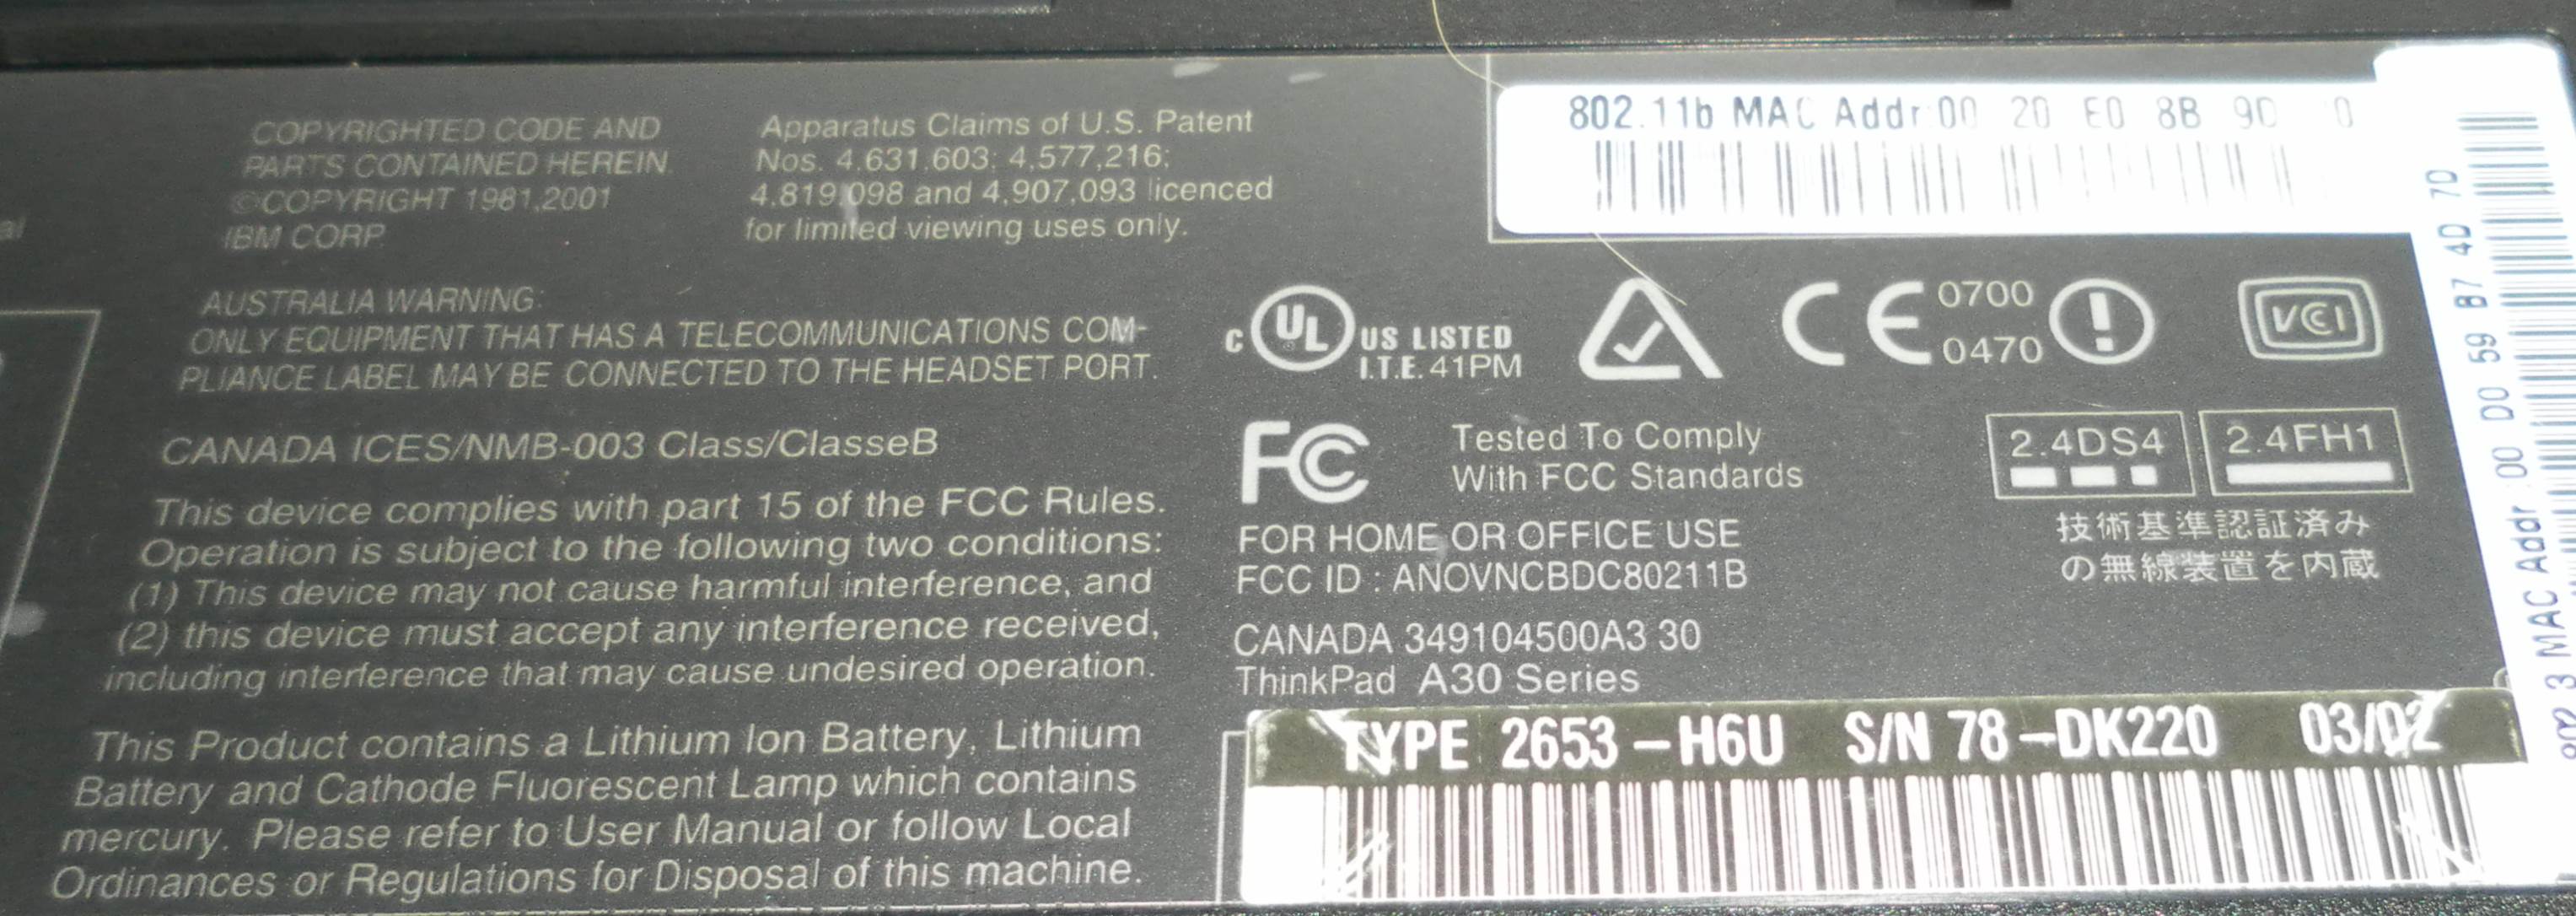 COPYRIGHTED CODE AND
PARTS CONTAINED HEREIN.
©COPYRIGHT 1981,2001
IBM CORP.
Apparatus Claims of U.S. Patent
Nos. 4,631,603; 4,577,216;
4,819,098 and 4,907,093 licenced
for limited viewing uses only.
802.11b MAC Addr:00 20 E0 8B 9D
AUSTRALIA WARNING:
ONLY EQUIPMENT THAT HAS A TELECOMMUNICATIONS COM-
PLIANCE LABEL MAY BE CONNECTED TO THE HEADSET PORT.
CANADA ICES/NMB-003 Class/ClasseB
This device complies with part 15 of the FCC Rules.
Operation is subject to the following two conditions:
(1) This device may not cause harmful interference, and
(2) this device must accept any interference received,
including interference that may cause undesired operation.
This Product contains a Lithium Ion Battery, Lithium
Battery and Cathode Fluorescent Lamp which contains
mercury. Please refer to User Manual or follow Local
Ordinances or Regulations for Disposal of this machine.
C UL US LISTED
I.T.E. 41PM
CE 0700
0470
VCI
FC Tested To Comply
With FCC Standards
2.4DS4 2.4FH1
FOR HOME OR OFFICE USE
FCC ID : ANOVNCBDC80211B
技術基準認証済み
の無線装置を内蔵
CANADA 349104500A3 30
ThinkPad A30 Series
TYPE 2653-H6U S/N 78-DK220 03/02
802.3 MAC Addr :00 D0 59 B7 4D 7D